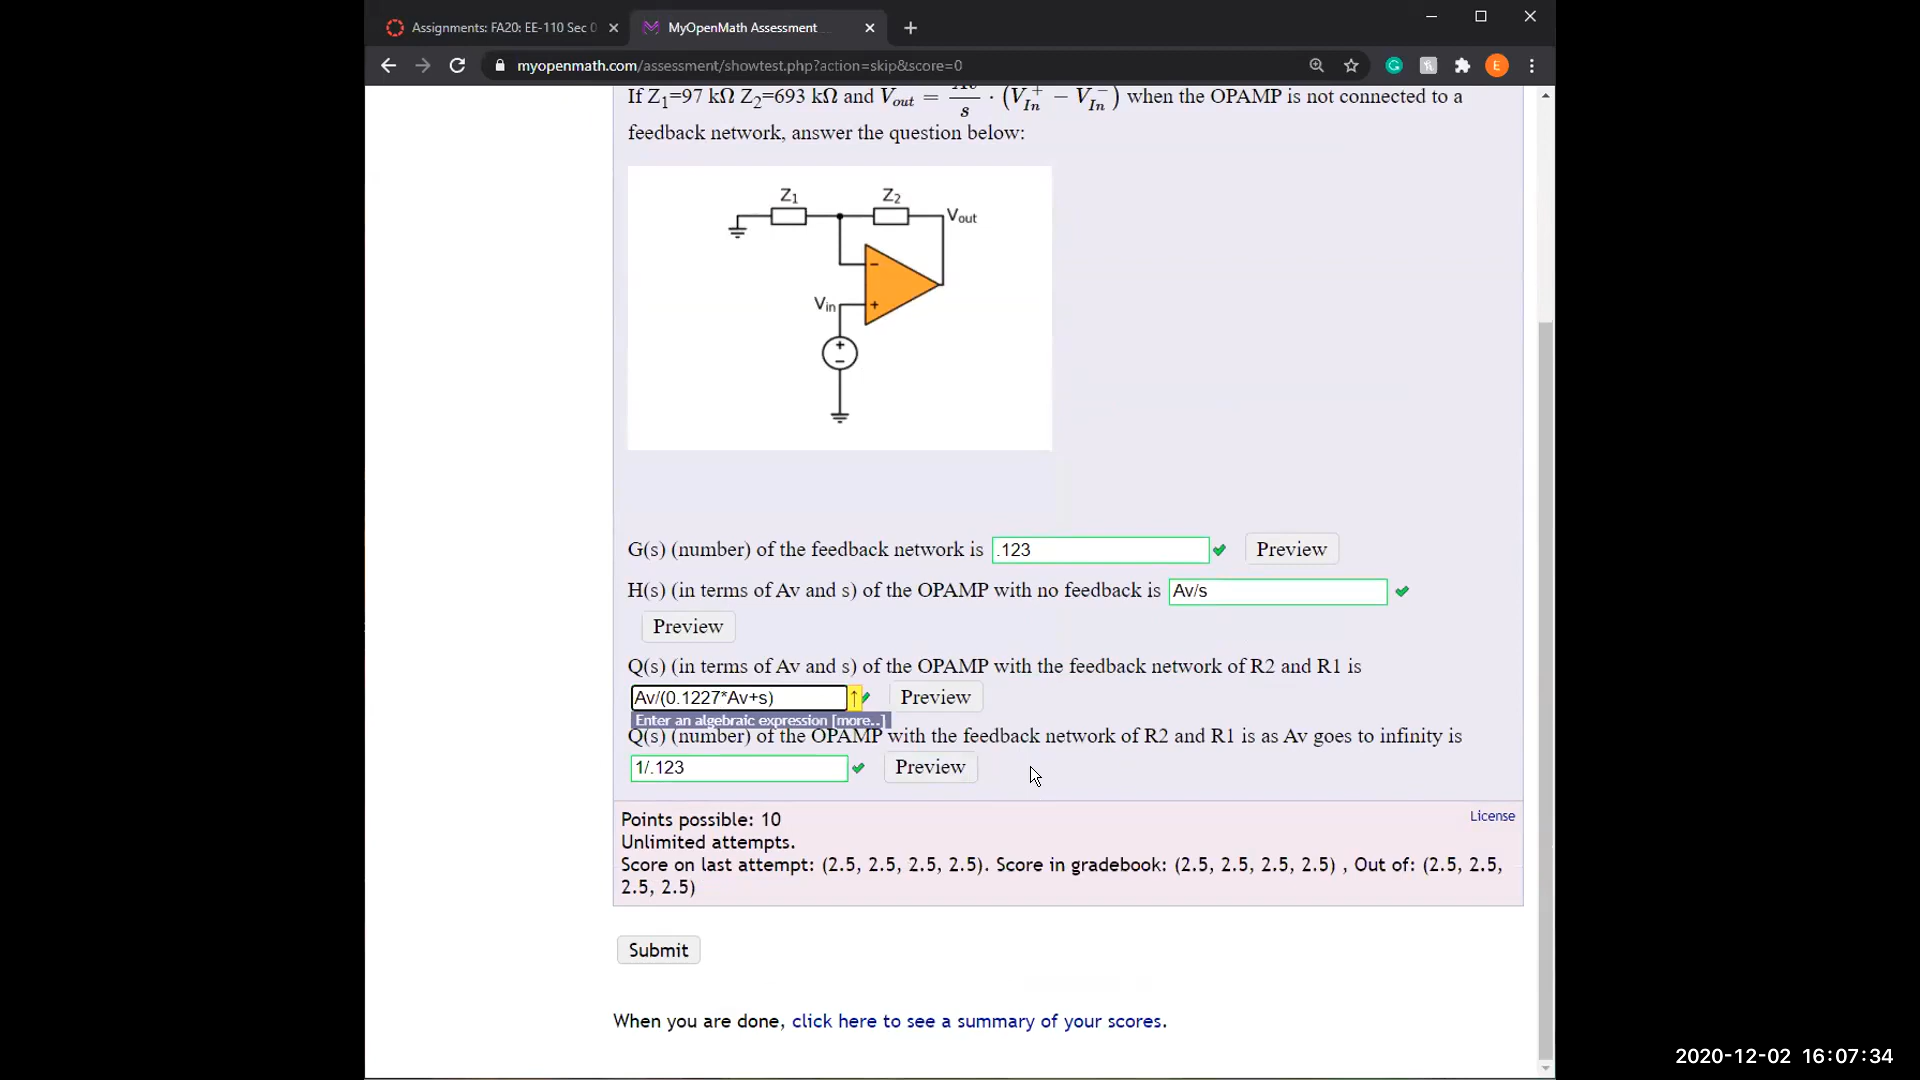 Assignments: FA20: EE-110 Sec 0
MyOpenMath Assessment
myopenmath.com/assessment/showtest.php?action=skip&score=0
E
If Z1=97 kΩ Z2=693 kΩ and Vout = /s · (VIn+ − VIn−) when the OPAMP is not connected to a
feedback network, answer the question below:
Z1
Z2
Vout
−
Vin
+
+
−
G(s) (number) of the feedback network is .123 Preview
H(s) (in terms of Av and s) of the OPAMP with no feedback is Av/s
Preview
Q(s) (in terms of Av and s) of the OPAMP with the feedback network of R2 and R1 is
Av/(0.1227*Av+s) ↑ Preview
Enter an algebraic expression [more..]
Q(s) (number) of the OPAMP with the feedback network of R2 and R1 is as Av goes to infinity is
1/.123 Preview
Points possible: 10
License
Unlimited attempts.
Score on last attempt: (2.5, 2.5, 2.5, 2.5). Score in gradebook: (2.5, 2.5, 2.5, 2.5) , Out of: (2.5, 2.5,
2.5, 2.5)
Submit
When you are done, click here to see a summary of your scores.
2020-12-02 16:07:34